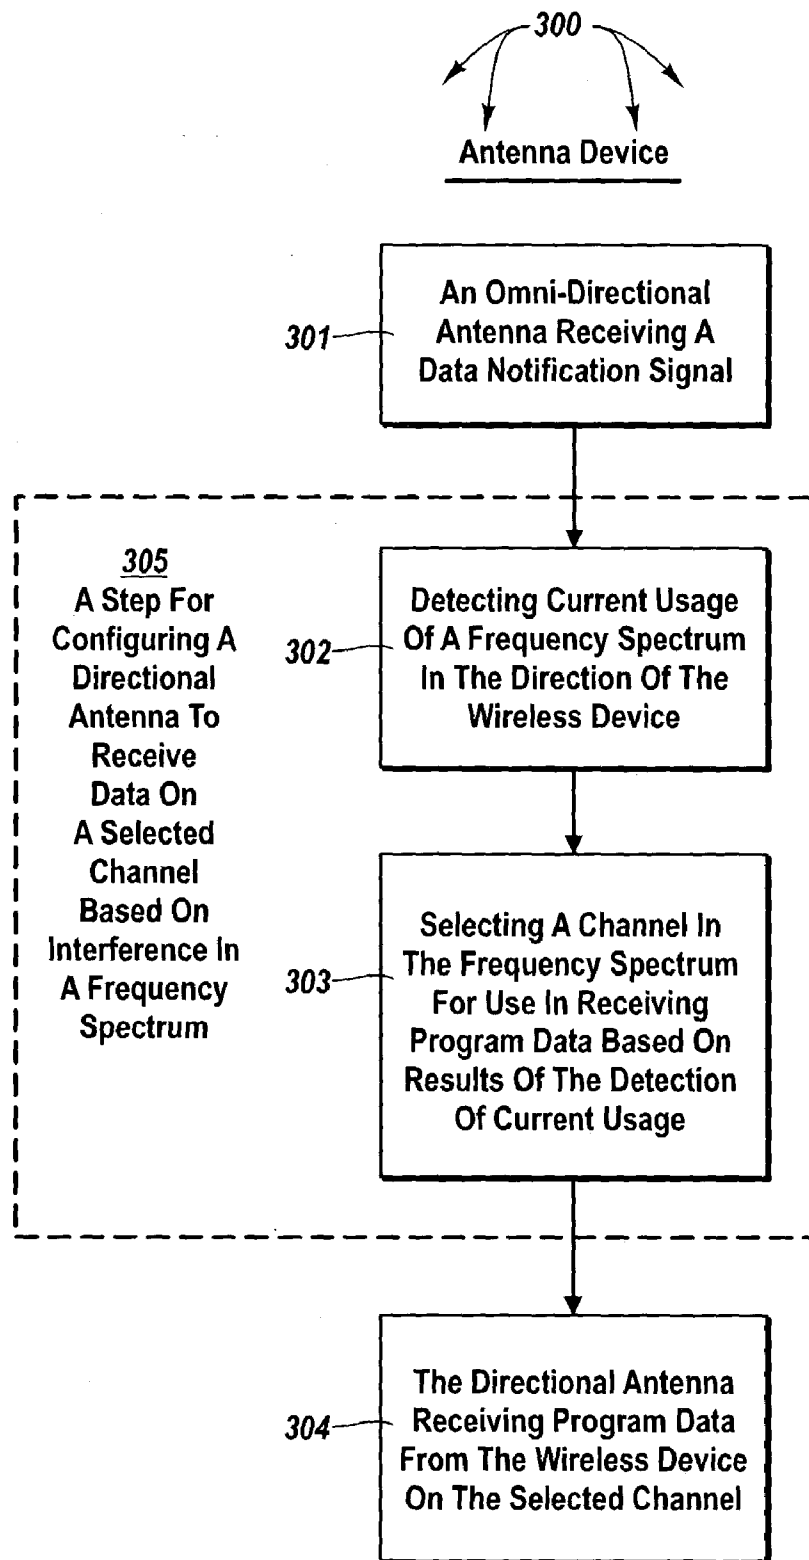 300
Antenna Device
301
An Omni-Directional
Antenna Receiving A
Data Notification Signal
305
A Step For
Configuring A
Directional
Antenna To
Receive
Data On
A Selected
Channel
Based On
Interference In
A Frequency
Spectrum
302
Detecting Current Usage
Of A Frequency Spectrum
In The Direction Of The
Wireless Device
303
Selecting A Channel In
The Frequency Spectrum
For Use In Receiving
Program Data Based On
Results Of The Detection
Of Current Usage
304
The Directional Antenna
Receiving Program Data
From The Wireless Device
On The Selected Channel